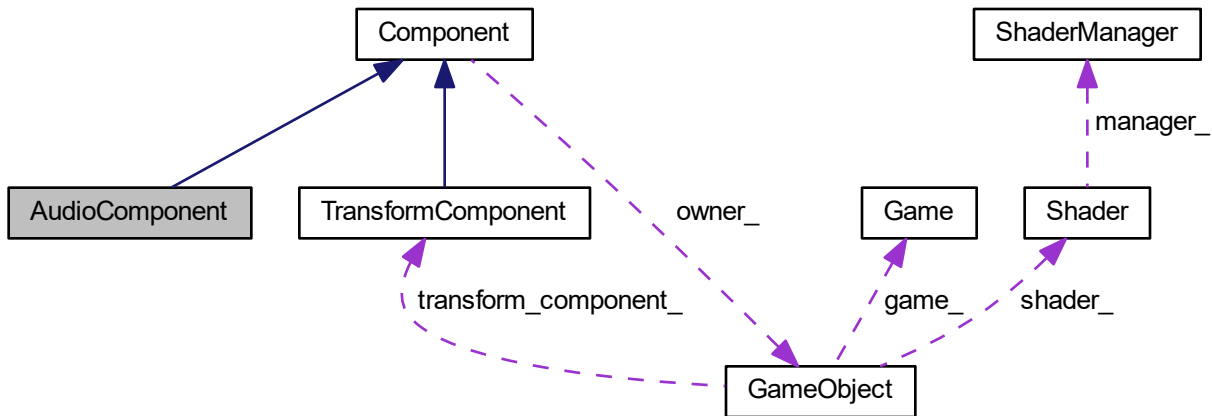 Component
ShaderManager
manager_
AudioComponent
TransformComponent
owner_
Game
Shader
transform_component_
game_
shader_
GameObject